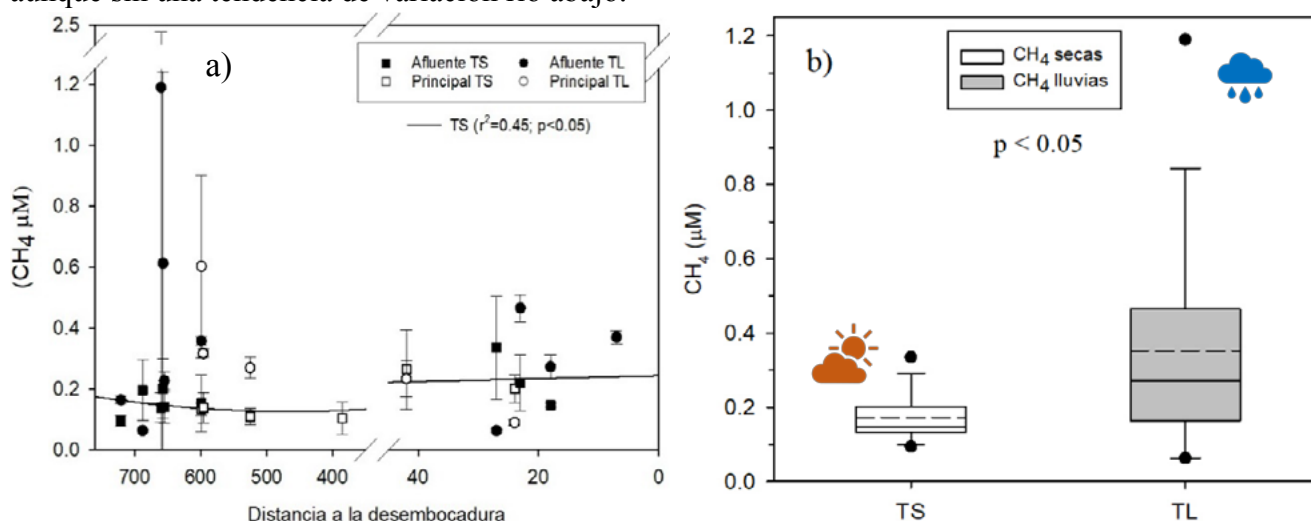 aunque sin una tendencia de variación río abajo.
a)
Afluente TS
Afluente TL
Principal TS
Principal TL
TS (r²=0.45; p<0.05)
2.5
1.2
1.0
0.8
0.6
0.4
0.2
0.0
(CH₄ µM)
700 600 500 400 40 20 0
Distancia a la desembocadura
b)
CH₄ secas
CH₄ lluvias
p < 0.05
1.2
1.0
0.8
0.6
0.4
0.2
0.0
CH₄ (µM)
TS TL